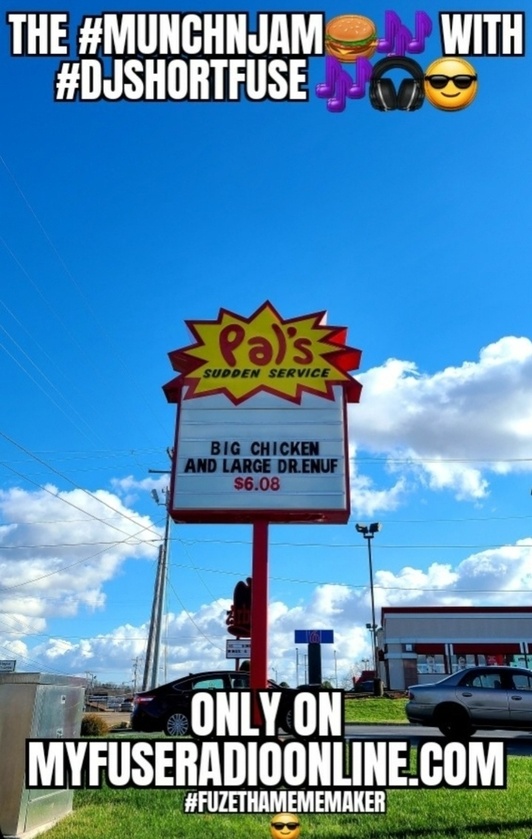 THE #MUNCHNJAM🍔🎶 WITH
#DJSHORTFUSE 🎶🎧😎
Pal's
SUDDEN SERVICE
BIG CHICKEN
AND LARGE DR.ENUF
$6.08
ONLY ON
MYFUSERADIOONLINE.COM
#FUZETHAMEMEMAKER
😎